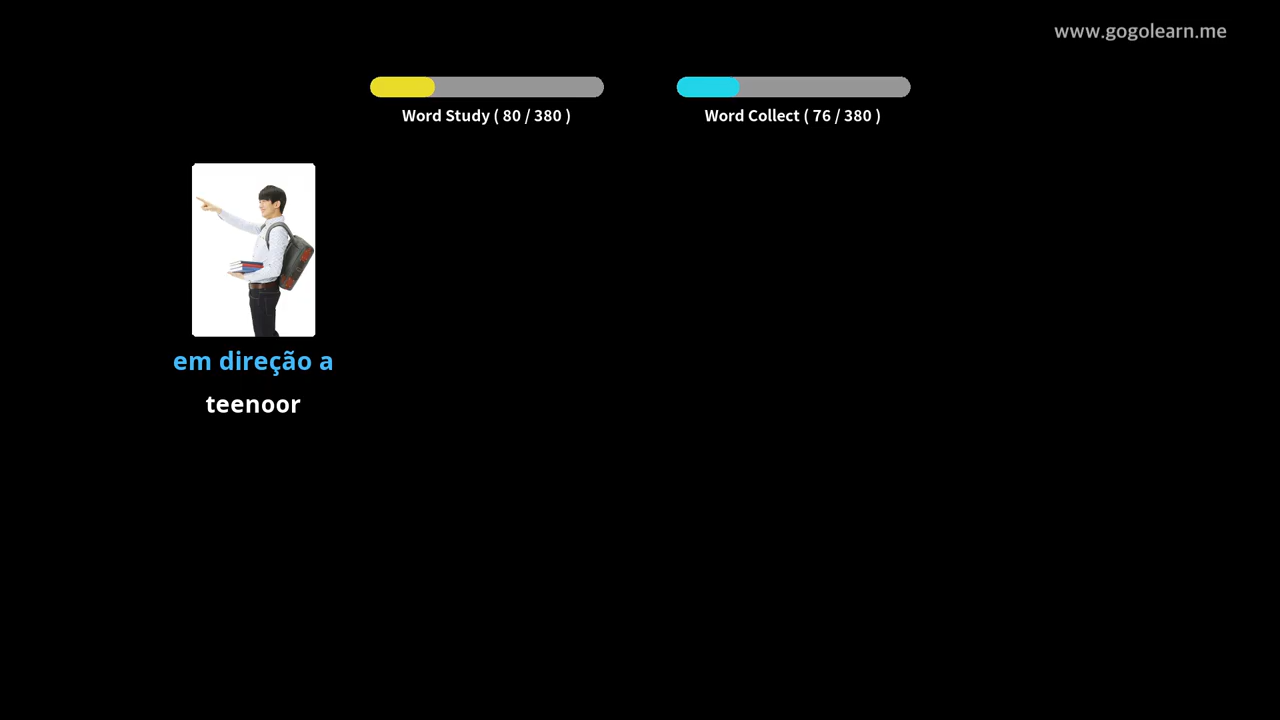 www.gogolearn.me
Word Study ( 80 / 380 )
Word Collect ( 76 / 380 )
em direção a
teenoor